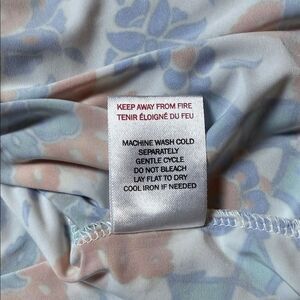 KEEP AWAY FROM FIRE
TENIR ÉLOIGNÉ DU FEU
MACHINE WASH COLD
SEPARATELY
GENTLE CYCLE
DO NOT BLEACH
LAY FLAT TO DRY
COOL IRON IF NEEDED